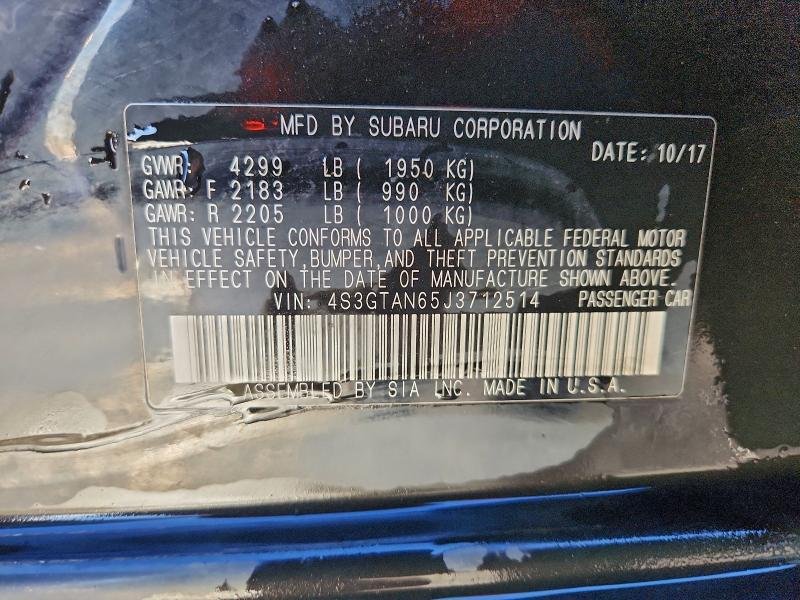 MFD BY SUBARU CORPORATION
DATE: 10/17
GVWR: 4299 LB ( 1950 KG)
GAWR: F 2183 LB ( 990 KG)
GAWR: R 2205 LB ( 1000 KG)
THIS VEHICLE CONFORMS TO ALL APPLICABLE FEDERAL MOTOR
VEHICLE SAFETY,BUMPER,AND THEFT PREVENTION STANDARDS
IN EFFECT ON THE DATE OF MANUFACTURE SHOWN ABOVE.
VIN: 4S3GTAN65J3712514 PASSENGER CAR
ASSEMBLED BY SIA INC. MADE IN U.S.A.